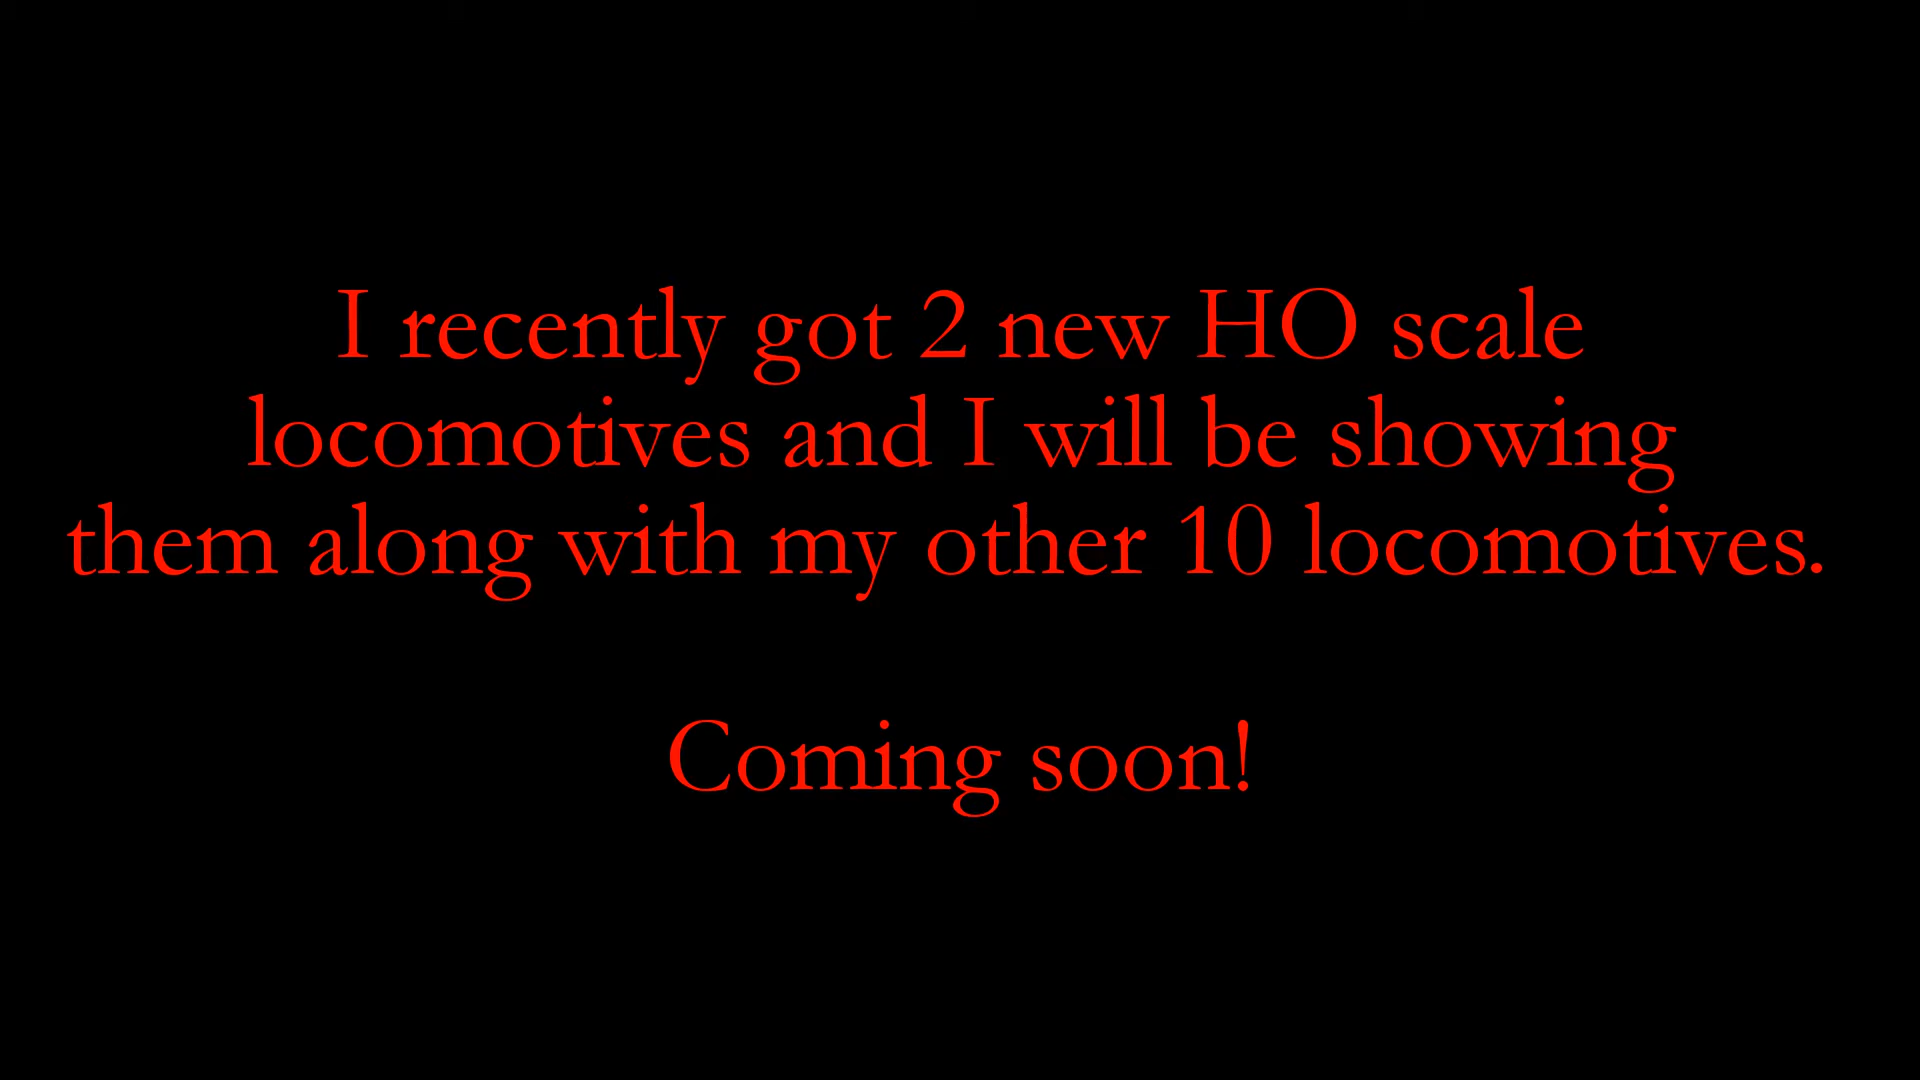 I recently got 2 new HO scale
locomotives and I will be showing
them along with my other 10 locomotives.
Coming soon!